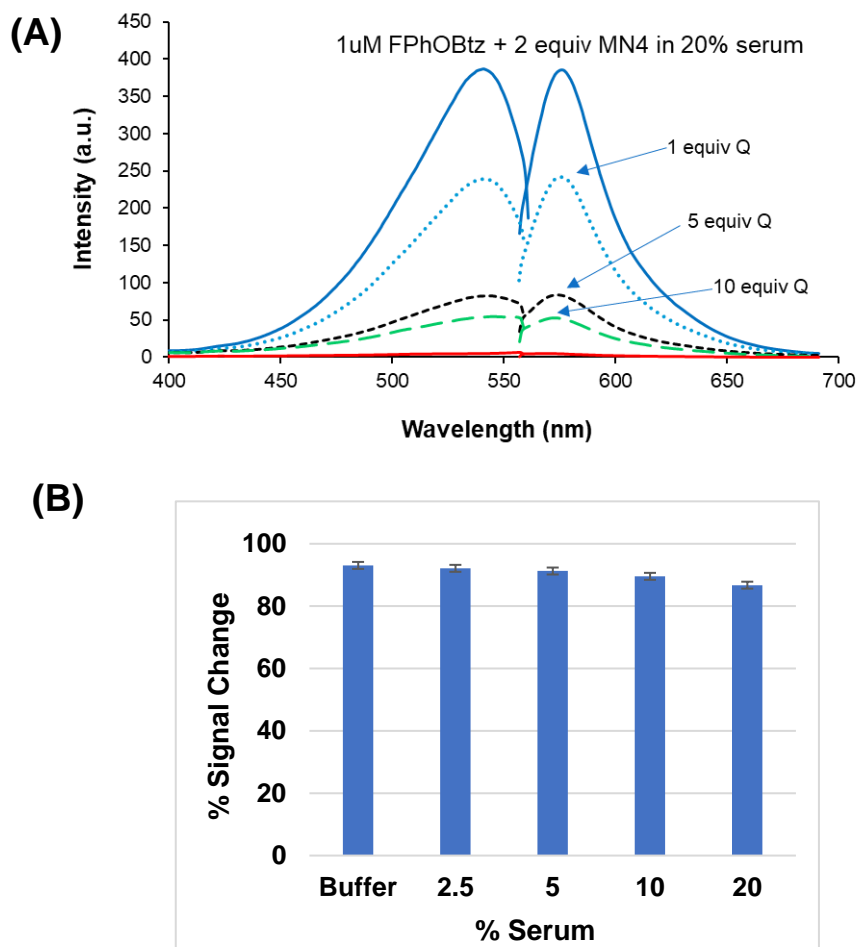 (A)
1uM FPhOBtz + 2 equiv MN4 in 20% serum
450
400
350
300
250
200
150
100
50
0
Intensity (a.u.)
1 equiv Q
5 equiv Q
10 equiv Q
400 450 500 550 600 650 700
Wavelength (nm)
(B)
100
80
60
40
20
0
% Signal Change
Buffer 2.5 5 10 20
% Serum